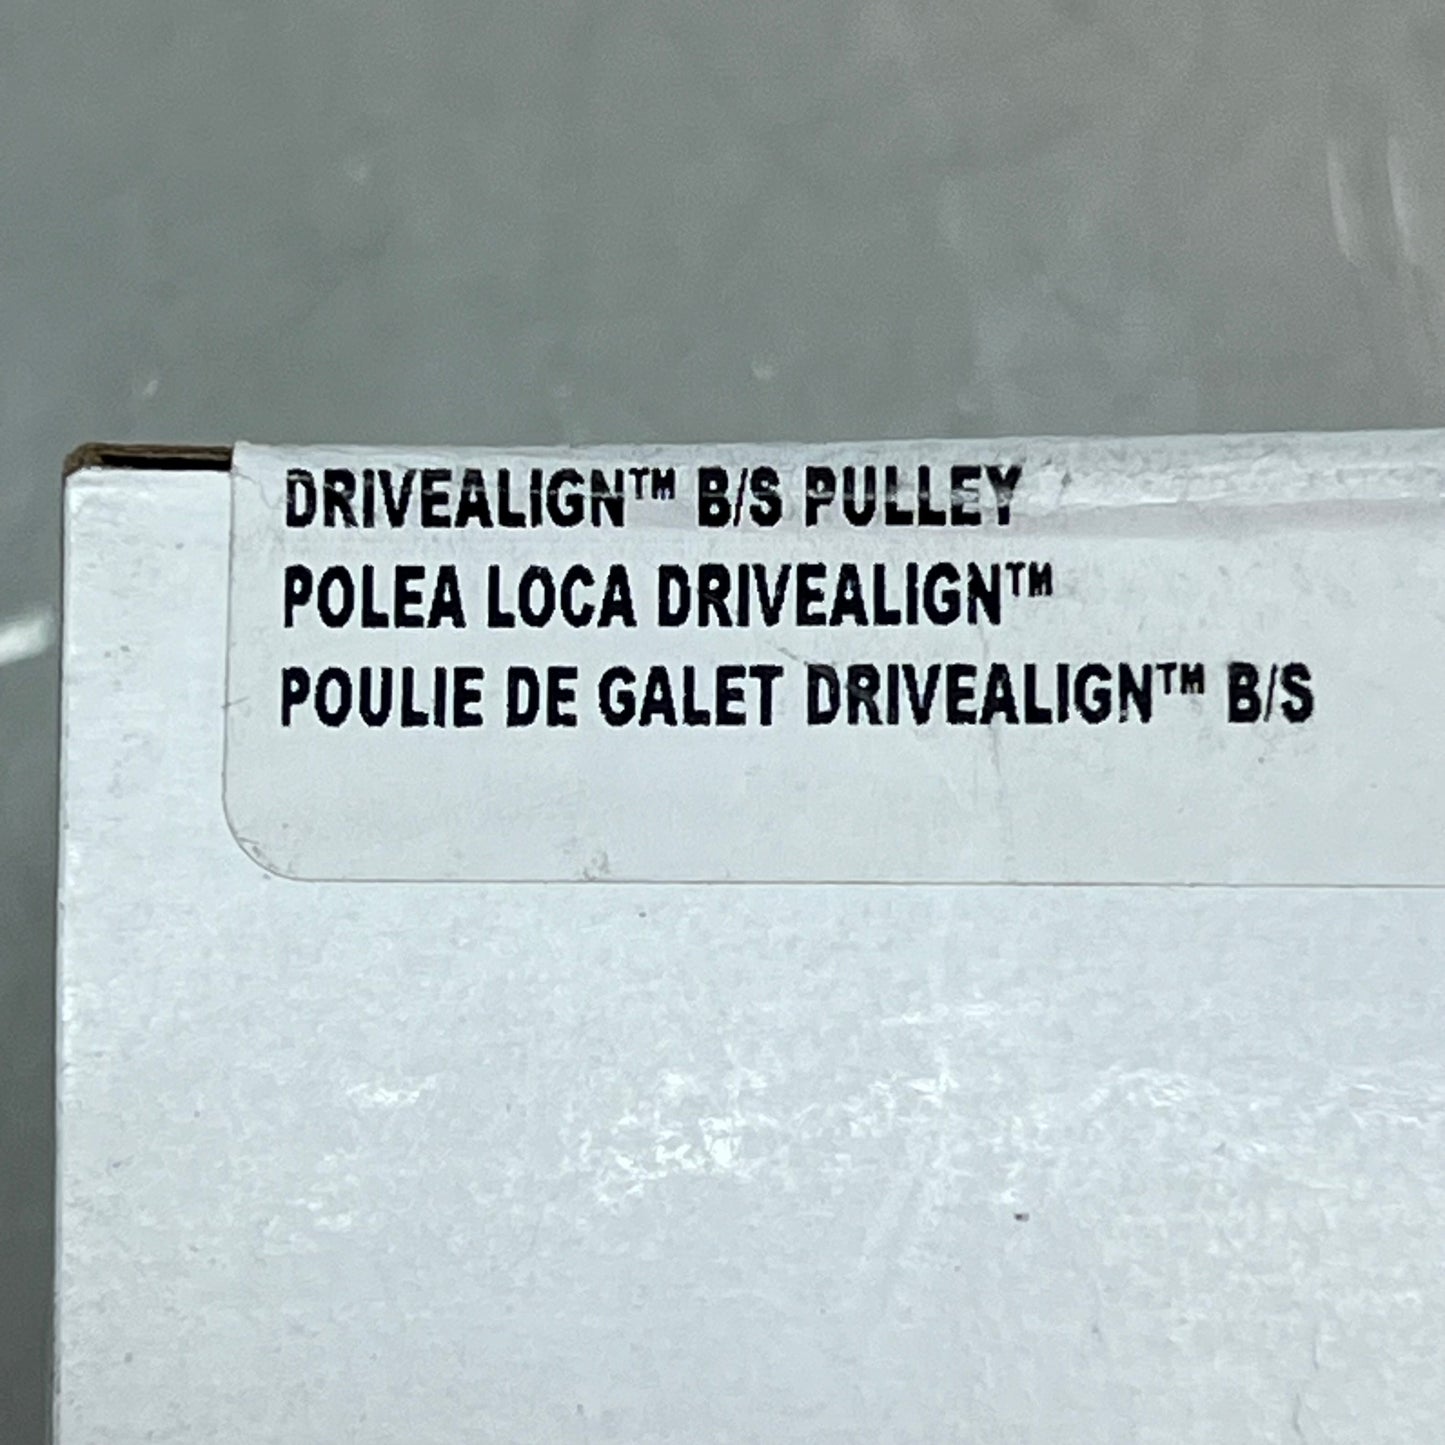 DRIVEALIGN™ B/S PULLEY
POLEA LOCA DRIVEALIGN™
POULIE DE GALET DRIVEALIGN™ B/S